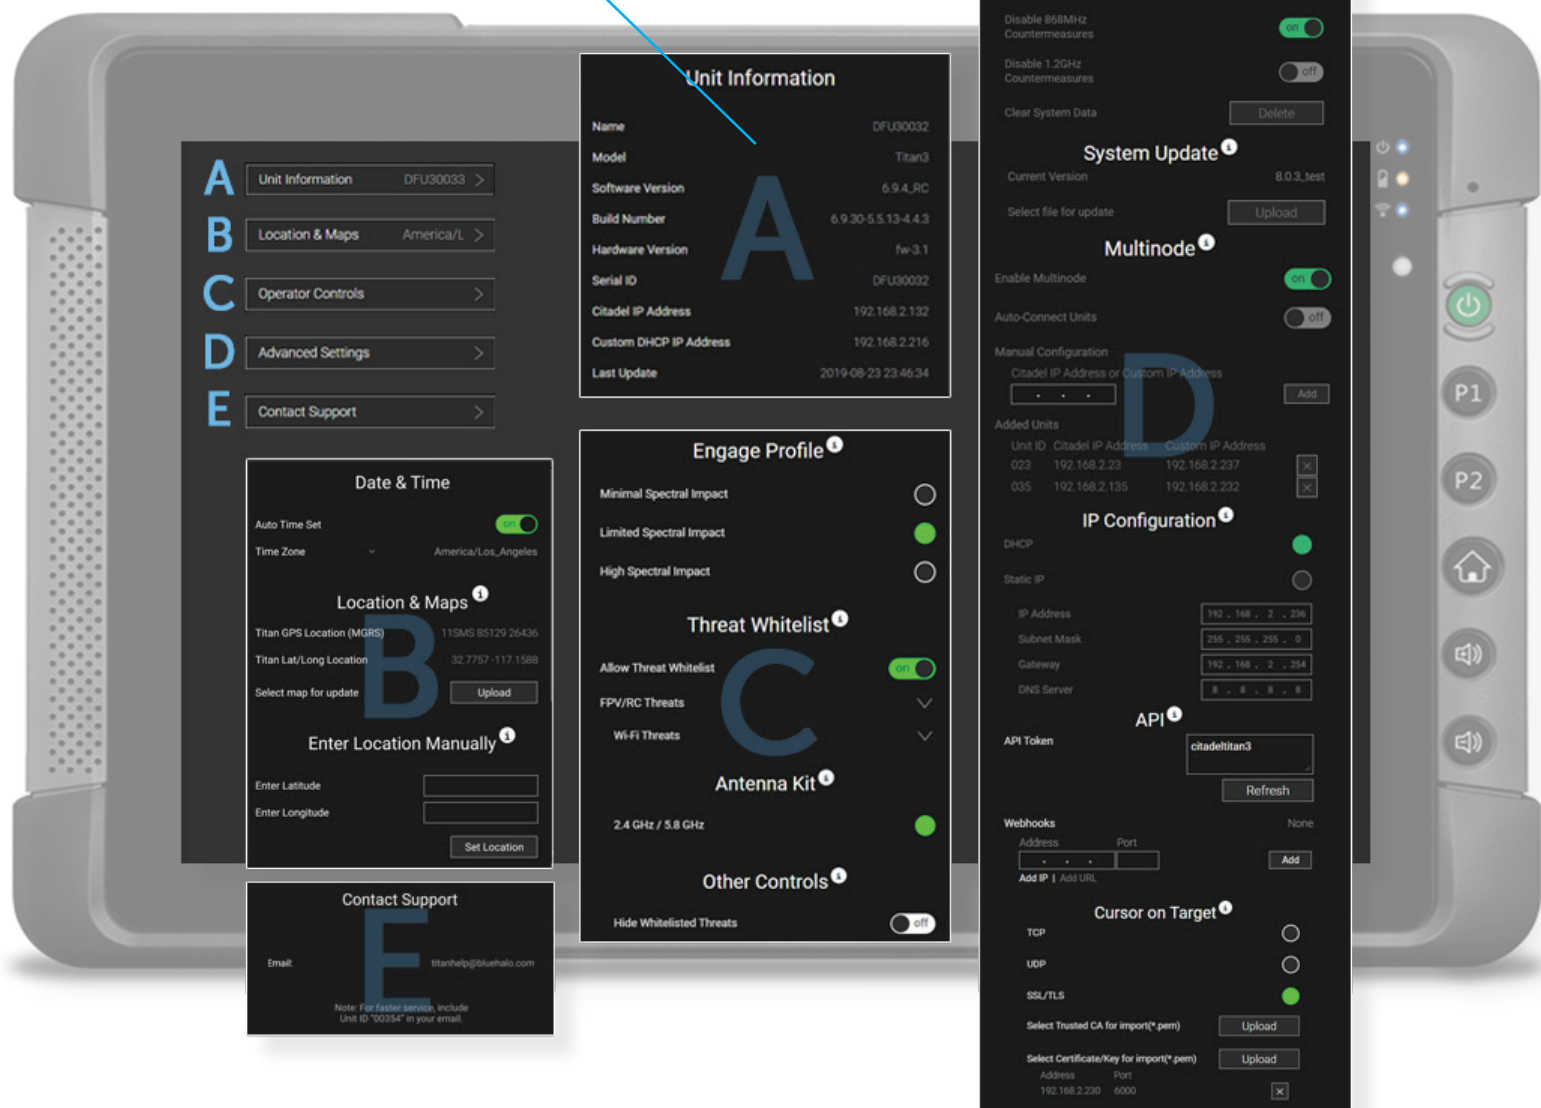 A
Unit Information DFU30033 >
B
Location & Maps America/L >
C
Operator Controls >
D
Advanced Settings >
E
Contact Support >
Date & Time
Auto Time Set on
Time Zone America/Los_Angeles
Location & Maps i
Titan GPS Location (MGRS) 11SMS 85129 26436
Titan Lat/Long Location 32.7757 -117.1588
Select map for update Upload
B
Enter Location Manually i
Enter Latitude
Enter Longitude
Set Location
Contact Support
E
Email: titanhelp@bluehalo.com
Note: For faster service, include
Unit ID "00354" in your email.
Unit Information
Name DFU30032
Model Titan3
Software Version 6.9.4_RC
Build Number 6.9.30-5.5.13-4.4.3
Hardware Version fw-3.1
Serial ID DFU30032
Citadel IP Address 192.168.2.132
Custom DHCP IP Address 192.168.2.216
Last Update 2019-08-23 23:46:34
A
Engage Profile i
Minimal Spectral Impact
Limited Spectral Impact
High Spectral Impact
Threat Whitelist i
Allow Threat Whitelist on
FPV/RC Threats
Wi-Fi Threats
C
Antenna Kit i
2.4 GHz / 5.8 GHz
Other Controls i
Hide Whitelisted Threats off
Disable 868MHz
Countermeasures on
Disable 1.2GHz
Countermeasures off
Clear System Data Delete
System Update i
Current Version 8.0.3_test
Select file for update Upload
Multinode i
Enable Multinode on
Auto-Connect Units off
Manual Configuration
Citadel IP Address or Custom IP Address
. . . Add
D
Added Units
Unit ID Citadel IP Address Custom IP Address
023 192.168.2.23 192.168.2.237 ×
035 192.168.2.135 192.168.2.232 ×
IP Configuration i
DHCP
Static IP
IP Address 192 . 168 . 2 . 236
Subnet Mask 255 . 255 . 255 . 0
Gateway 192 . 168 . 2 . 254
DNS Server 8 . 8 . 8 . 8
API i
API Token citadeltitan3
Refresh
Webhooks None
Address Port
. . . Add
Add IP | Add URL
Cursor on Target i
TCP
UDP
SSL/TLS
Select Trusted CA for import(*.pem) Upload
Select Certificate/Key for import(*.pem) Upload
Address Port
192.168.2.230 6000 ×
P1
P2